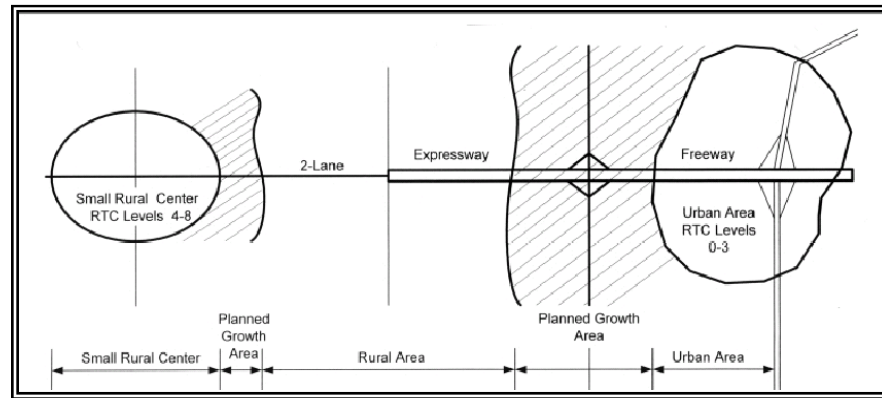 2-Lane
Expressway
Freeway
Small Rural Center
RTC Levels 4-8
Urban Area
RTC Levels
0-3
Planned
Growth
Area
Planned Growth
Area
Small Rural Center
Rural Area
Urban Area